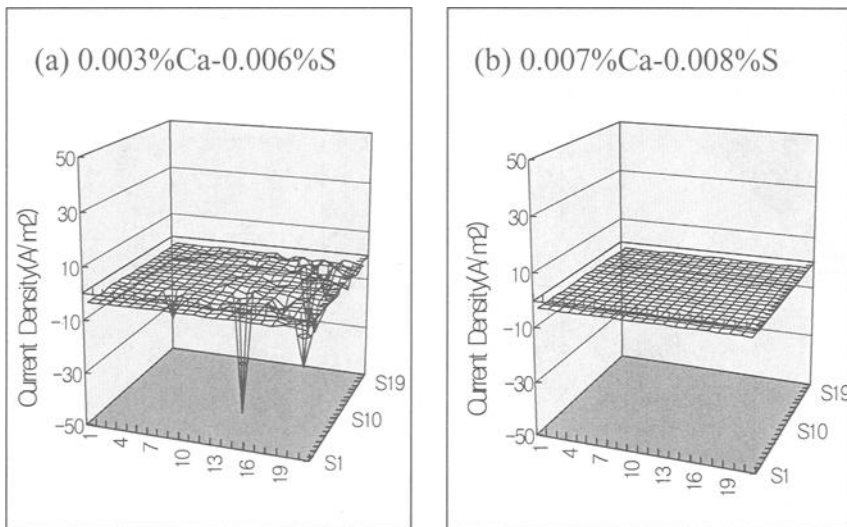 (a) 0.003%Ca-0.006%S
50
30
10
-10
-30
-50
Current Density(A/m2)
1
4
7
10
13
16
19
S1
S10
S19
(b) 0.007%Ca-0.008%S
50
30
10
-10
-30
-50
Current Density(A/m2)
1
4
7
10
13
16
19
S1
S10
S19